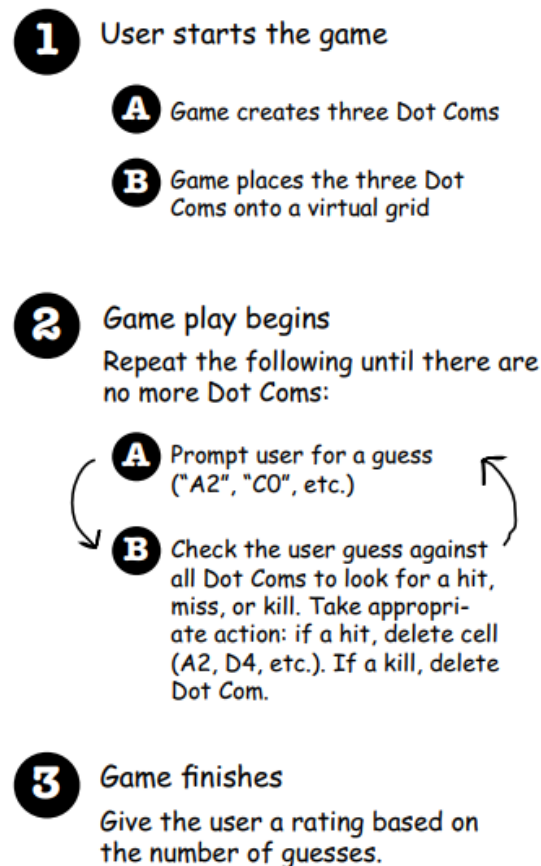 1 User starts the game
A Game creates three Dot Coms
B Game places the three Dot
Coms onto a virtual grid
2 Game play begins
Repeat the following until there are
no more Dot Coms:
A Prompt user for a guess
(“A2”, “C0”, etc.)
B Check the user guess against
all Dot Coms to look for a hit,
miss, or kill. Take appropri-
ate action: if a hit, delete cell
(A2, D4, etc.). If a kill, delete
Dot Com.
3 Game finishes
Give the user a rating based on
the number of guesses.